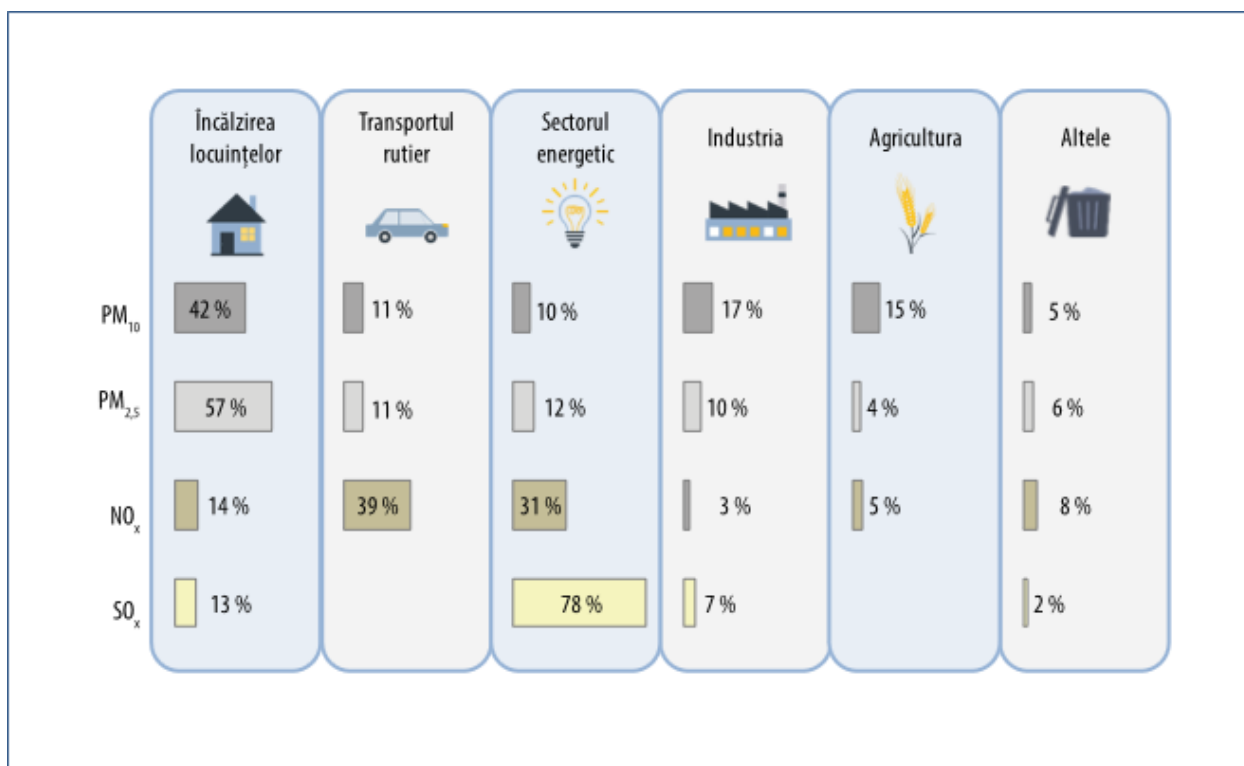 Încălzirea
locuințelor
Transportul
rutier
Sectorul
energetic
Industria
Agricultura
Altele
PM10 42 % 11 % 10 % 17 % 15 % 5 %
PM2,5 57 % 11 % 12 % 10 % 4 % 6 %
NOx 14 % 39 % 31 % 3 % 5 % 8 %
SOx 13 % 78 % 7 % 2 %